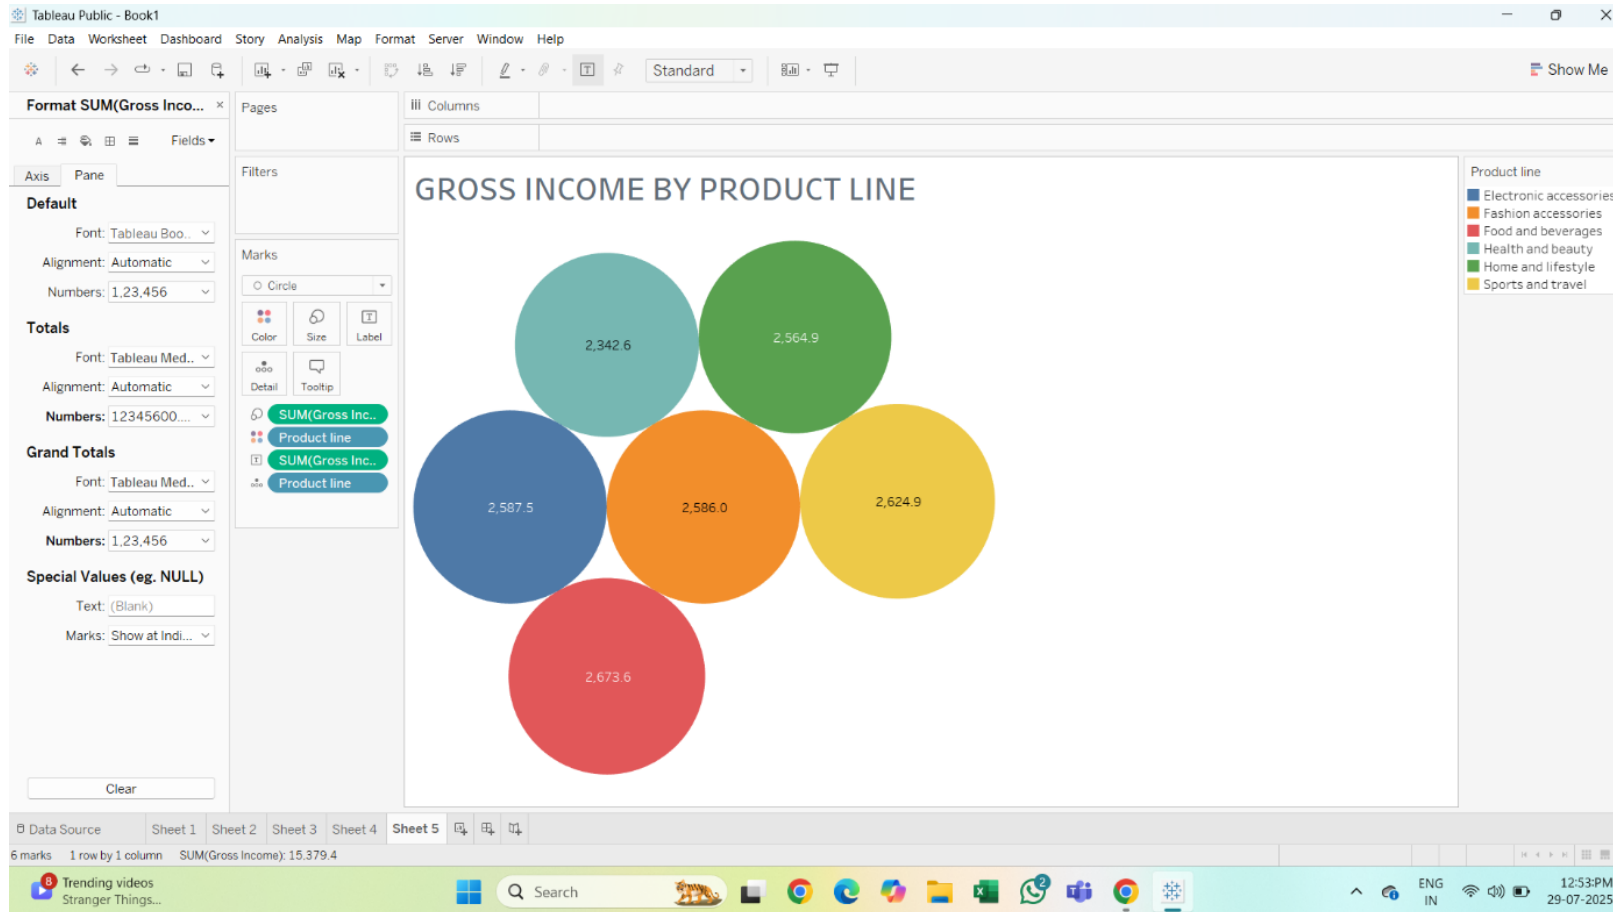 Tableau Public - Book1
File Data Worksheet Dashboard Story Analysis Map Format Server Window Help
Standard
Show Me
Format SUM(Gross Inco... ×
Fields
Axis Pane
Default
Font: Tableau Boo..
Alignment: Automatic
Numbers: 1,23,456
Totals
Font: Tableau Med..
Alignment: Automatic
Numbers: 12345600....
Grand Totals
Font: Tableau Med..
Alignment: Automatic
Numbers: 1,23,456
Special Values (eg. NULL)
Text: (Blank)
Marks: Show at Indi...
Clear
Pages
Filters
Marks
Circle
Color Size Label
Detail Tooltip
SUM(Gross Inc..
Product line
SUM(Gross Inc..
Product line
Columns
Rows
GROSS INCOME BY PRODUCT LINE
2,342.6
2,564.9
2,587.5
2,586.0
2,624.9
2,673.6
Product line
Electronic accessories
Fashion accessories
Food and beverages
Health and beauty
Home and lifestyle
Sports and travel
Data Source Sheet 1 Sheet 2 Sheet 3 Sheet 4 Sheet 5
6 marks 1 row by 1 column SUM(Gross Income): 15,379.4
8
Trending videos
Stranger Things...
Search
2
ENG
IN
12:53:PM
29-07-2025